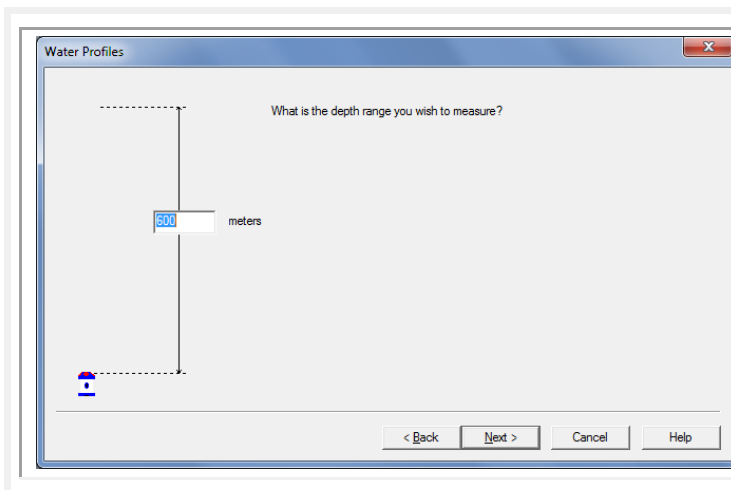 Water Profiles
What is the depth range you wish to measure?
600 meters
< Back Next > Cancel Help